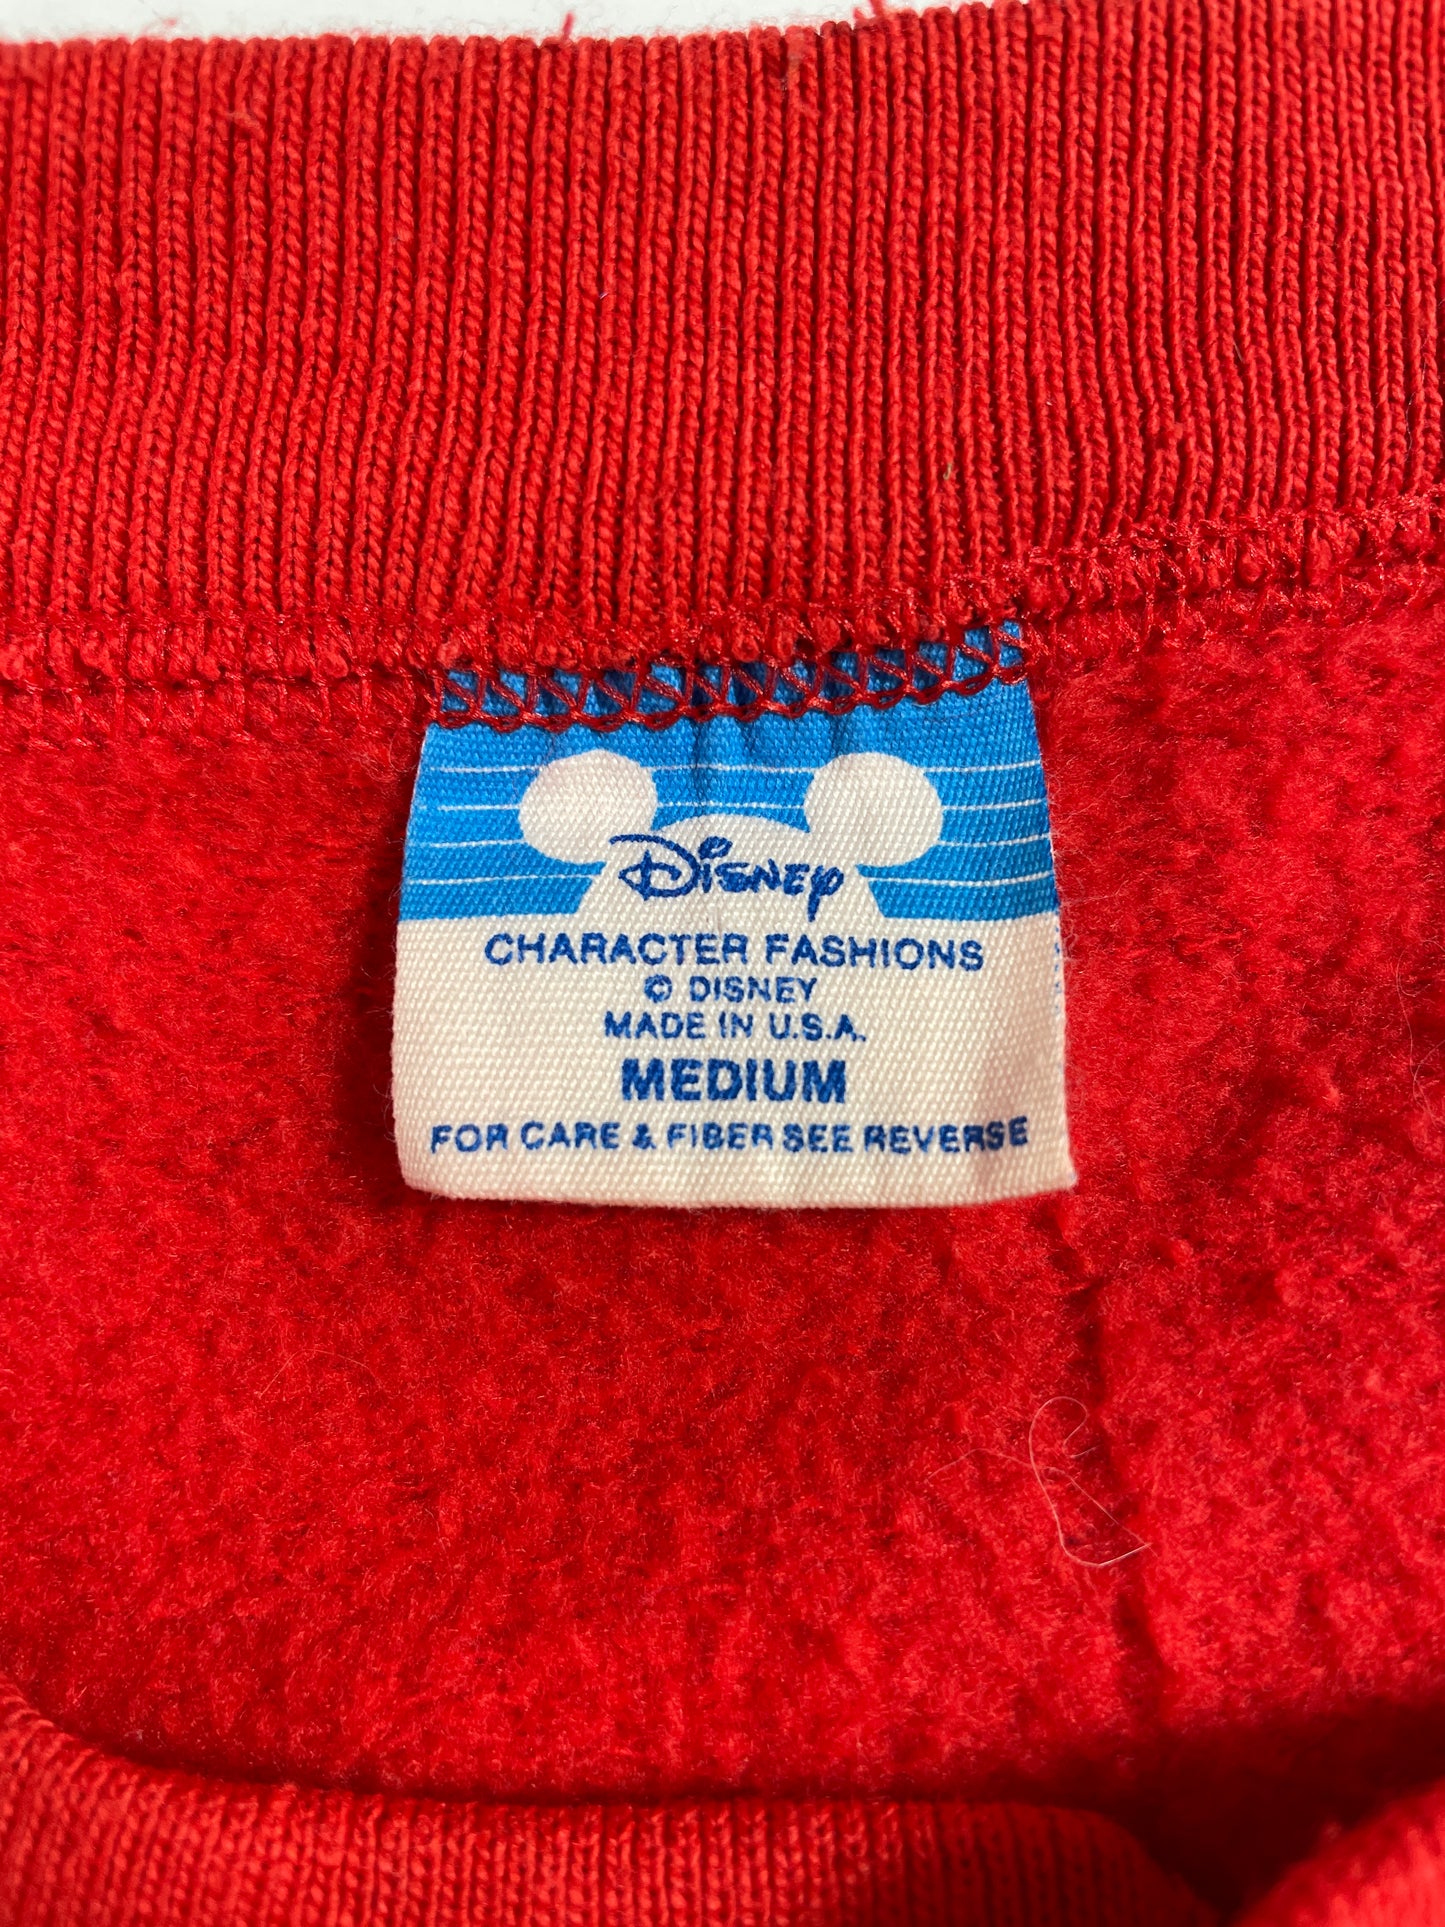 Disney
CHARACTER FASHIONS
© DISNEY
MADE IN U.S.A.
MEDIUM
FOR CARE & FIBER SEE REVERSE